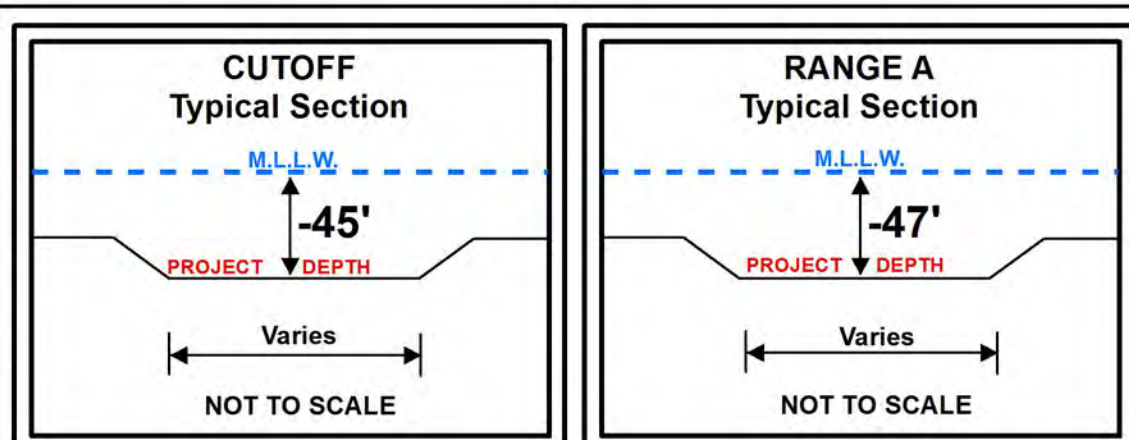 CUTOFF
Typical Section
M.L.L.W.
-45'
PROJECT DEPTH
Varies
NOT TO SCALE
RANGE A
Typical Section
M.L.L.W.
-47'
PROJECT DEPTH
Varies
NOT TO SCALE